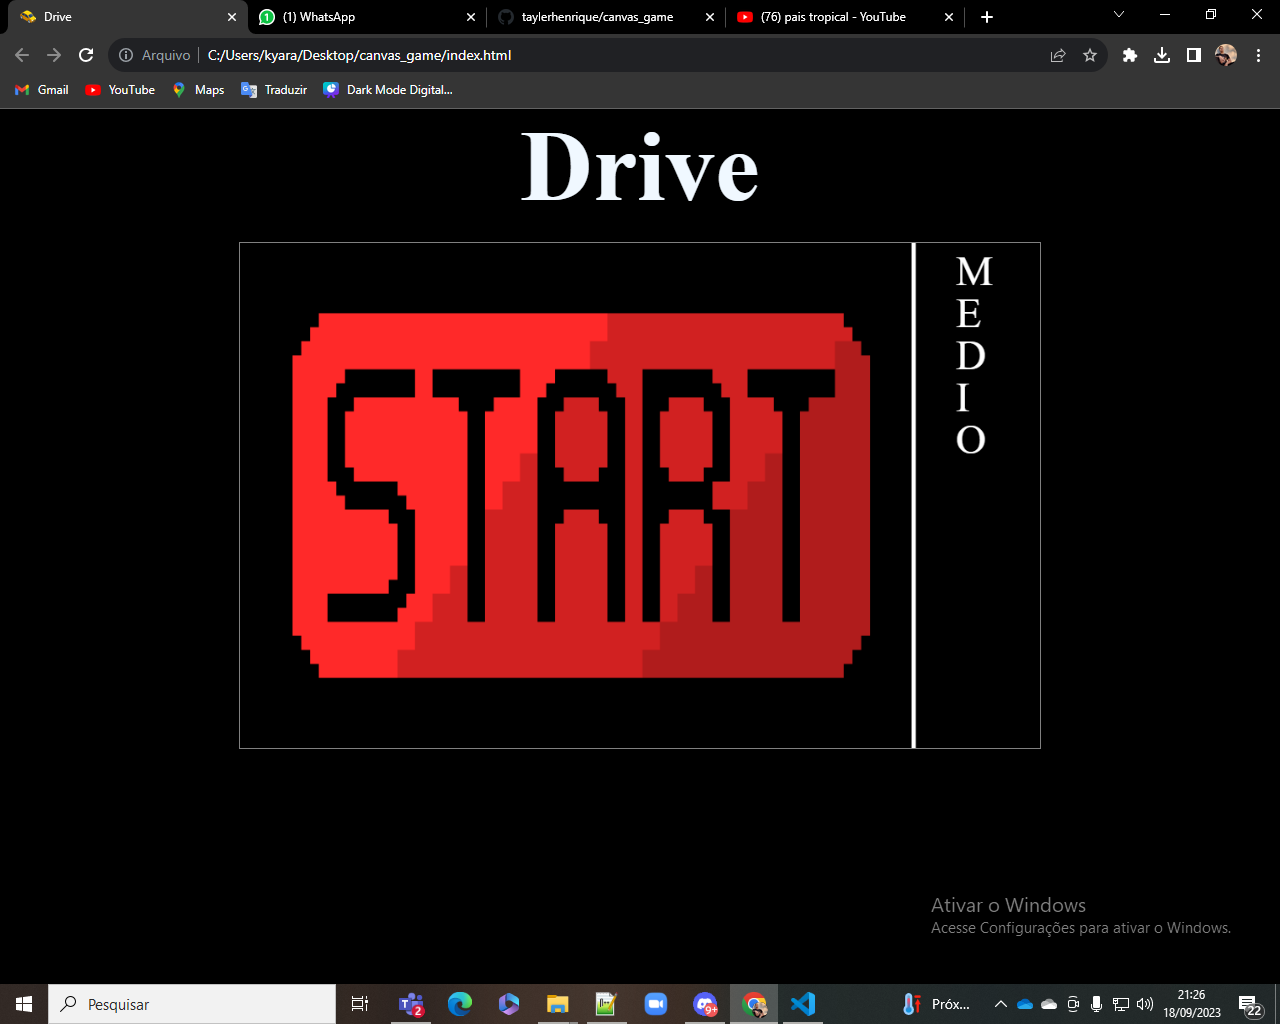 Drive
(1) WhatsApp
taylerhenrique/canvas_game
(76) pais tropical - YouTube
Arquivo
C:/Users/kyara/Desktop/canvas_game/index.html
Gmail
YouTube
Maps
Traduzir
Dark Mode Digital...
Drive
START
M
E
D
I
O
Ativar o Windows
Acesse Configurações para ativar o Windows.
Pesquisar
2
9+
Próx...
21:26
18/09/2023
22